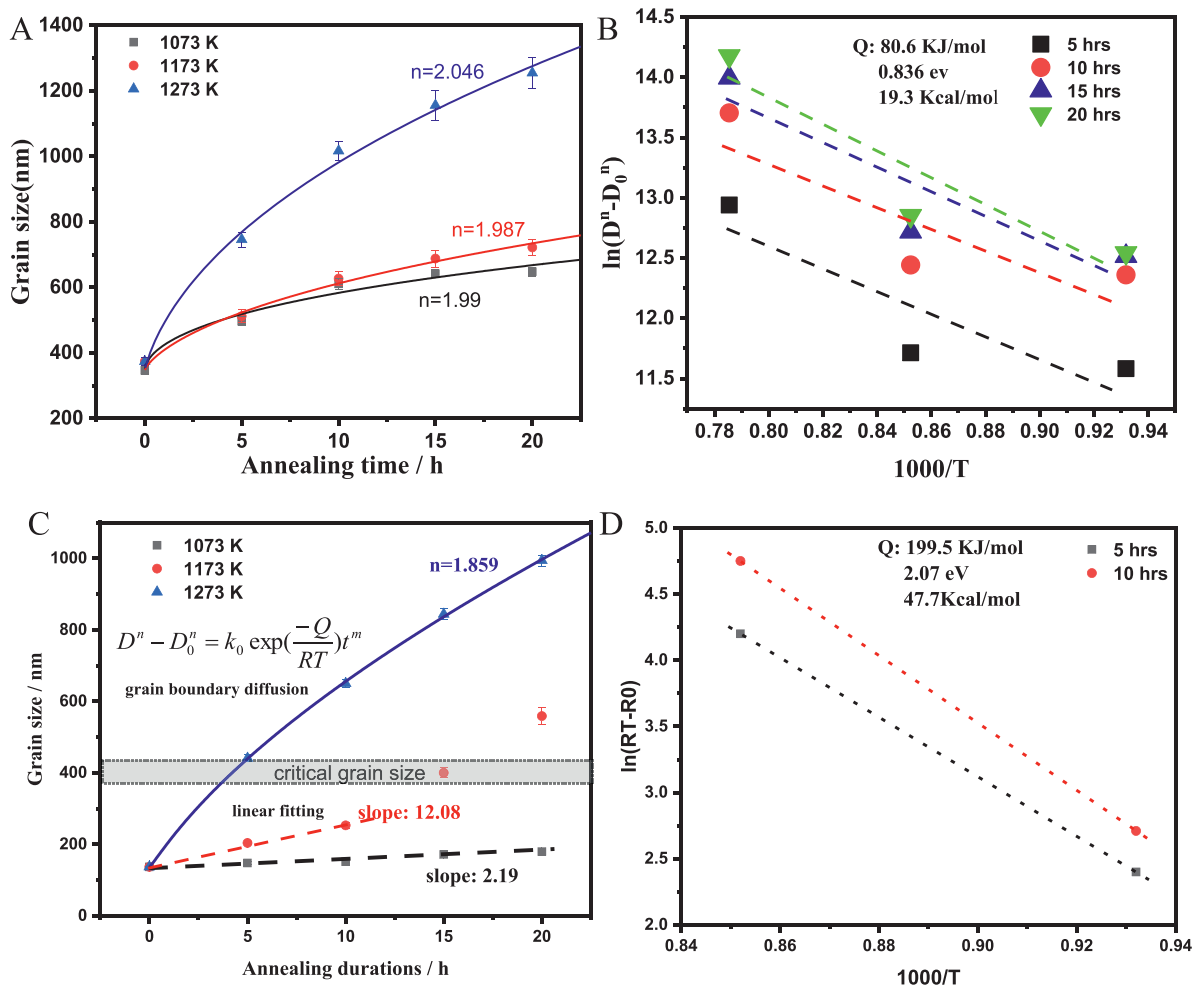 A
1400
1200
1000
800
600
400
200
Grain size(nm)
1073 K
1173 K
1273 K
n=2.046
n=1.987
n=1.99
0
5
10
15
20
Annealing time / h
B
14.5
14.0
13.5
13.0
12.5
12.0
11.5
ln(Dⁿ-D₀ⁿ)
Q: 80.6 KJ/mol
0.836 ev
19.3 Kcal/mol
5 hrs
10 hrs
15 hrs
20 hrs
0.78
0.80
0.82
0.84
0.86
0.88
0.90
0.92
0.94
1000/T
C
1000
800
600
400
200
0
Grain size / nm
1073 K
1173 K
1273 K
n=1.859
Dⁿ − D₀ⁿ = k₀ exp(−Q/RT)tᵐ
grain boundary diffusion
critical grain size
linear fitting
slope: 12.08
slope: 2.19
0
5
10
15
20
Annealing durations / h
D
5.0
4.5
4.0
3.5
3.0
2.5
2.0
ln(RT-R0)
Q: 199.5 KJ/mol
2.07 eV
47.7Kcal/mol
5 hrs
10 hrs
0.84
0.86
0.88
0.90
0.92
0.94
1000/T